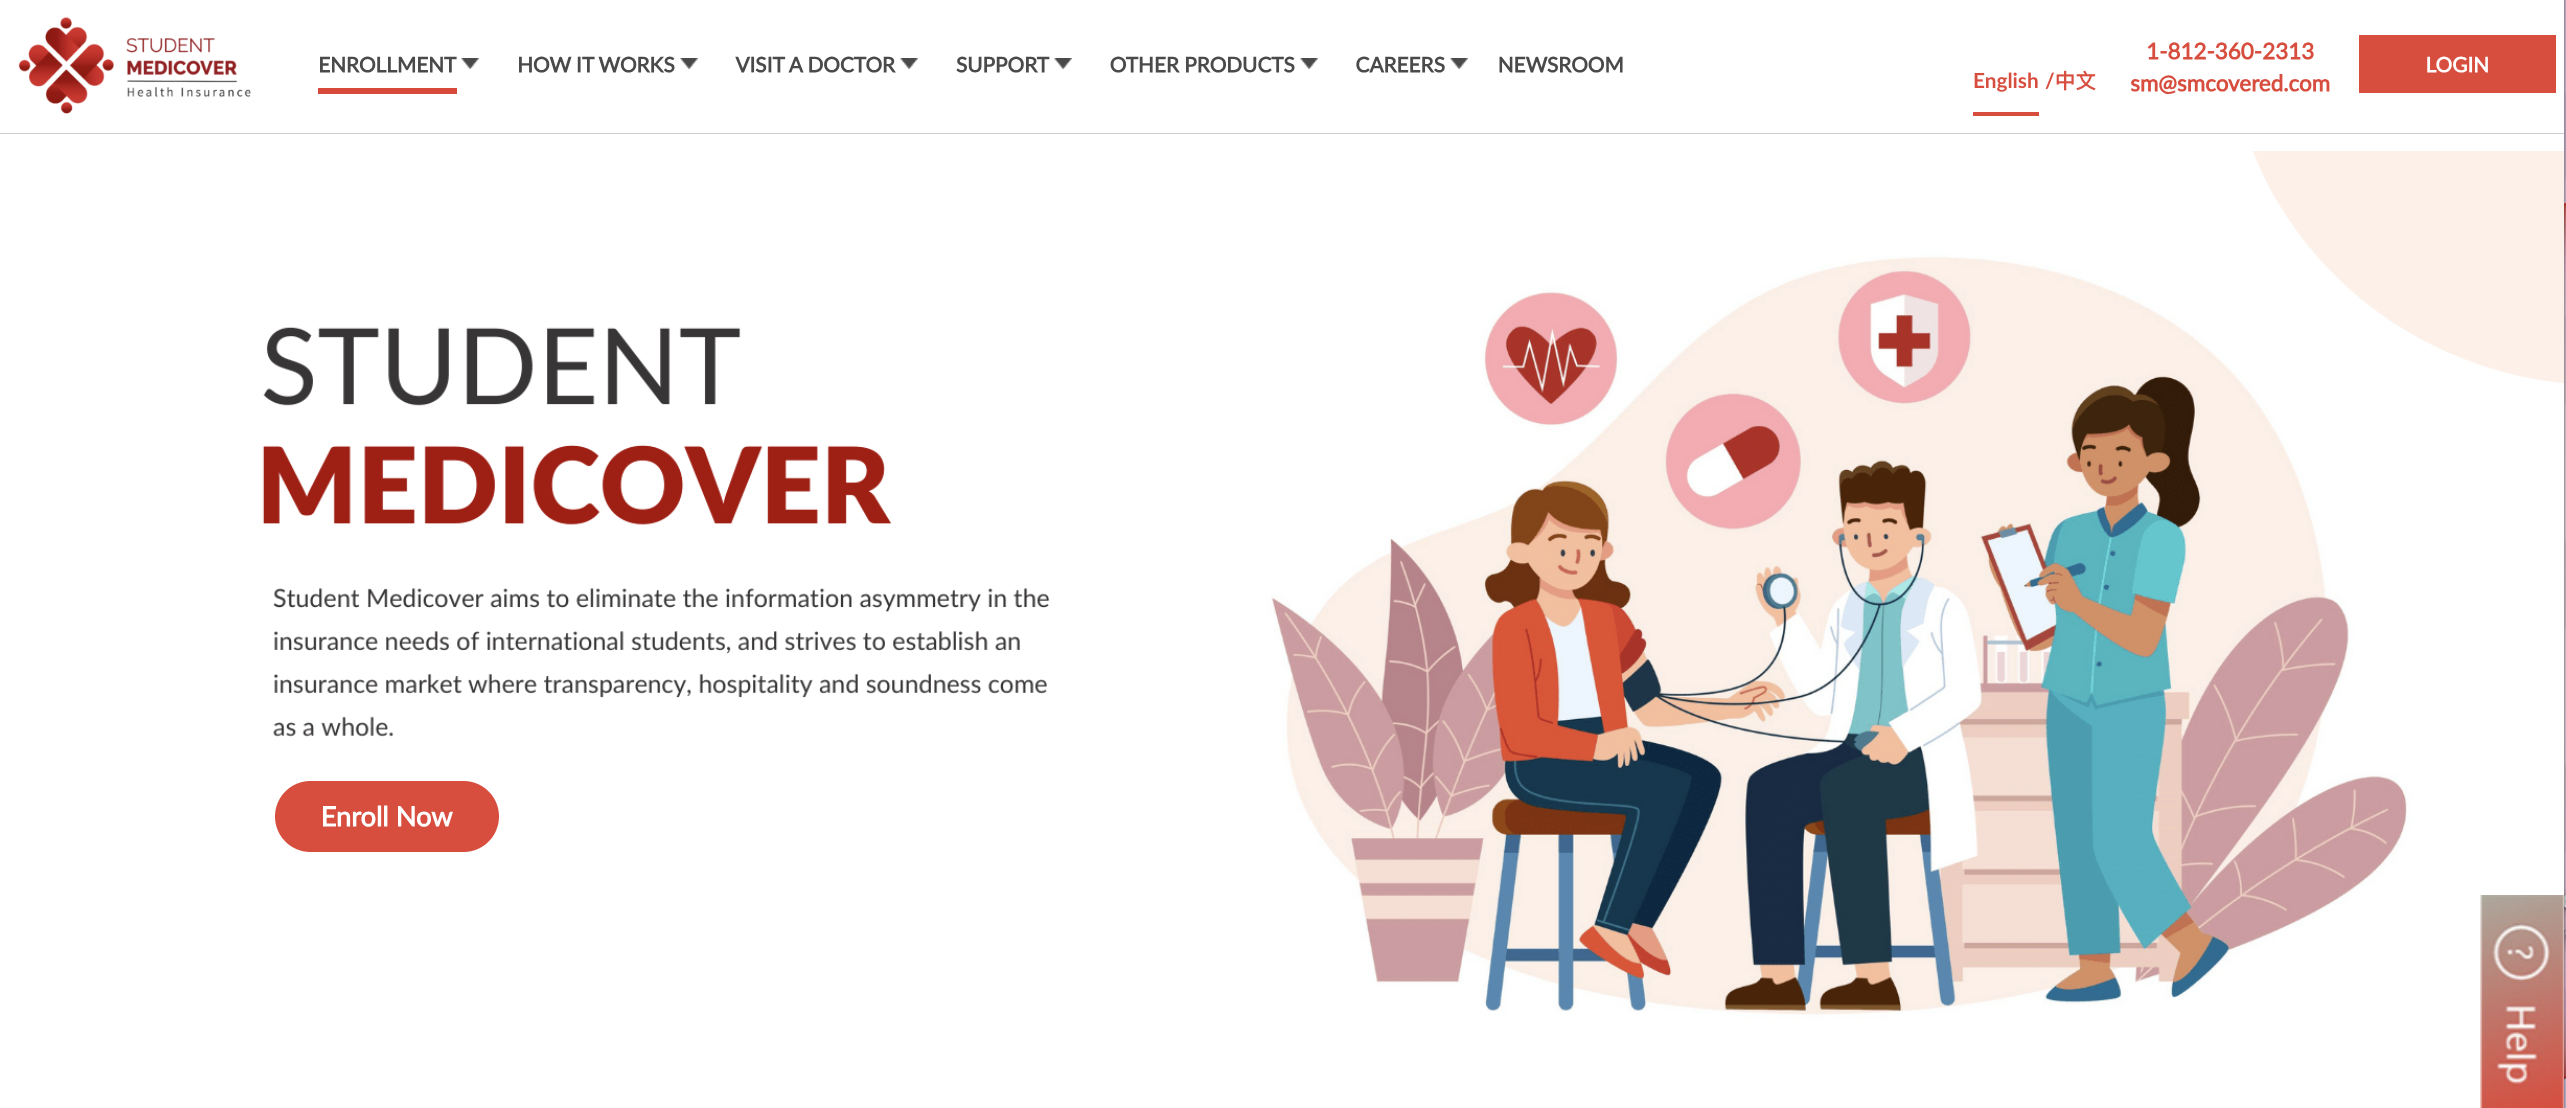 STUDENT
MEDICOVER
Health Insurance
ENROLLMENT
HOW IT WORKS
VISIT A DOCTOR
SUPPORT
OTHER PRODUCTS
CAREERS
NEWSROOM
English /中文
1-812-360-2313
sm@smcovered.com
LOGIN
STUDENT
MEDICOVER
Student Medicover aims to eliminate the information asymmetry in the
insurance needs of international students, and strives to establish an
insurance market where transparency, hospitality and soundness come
as a whole.
Enroll Now
? Help